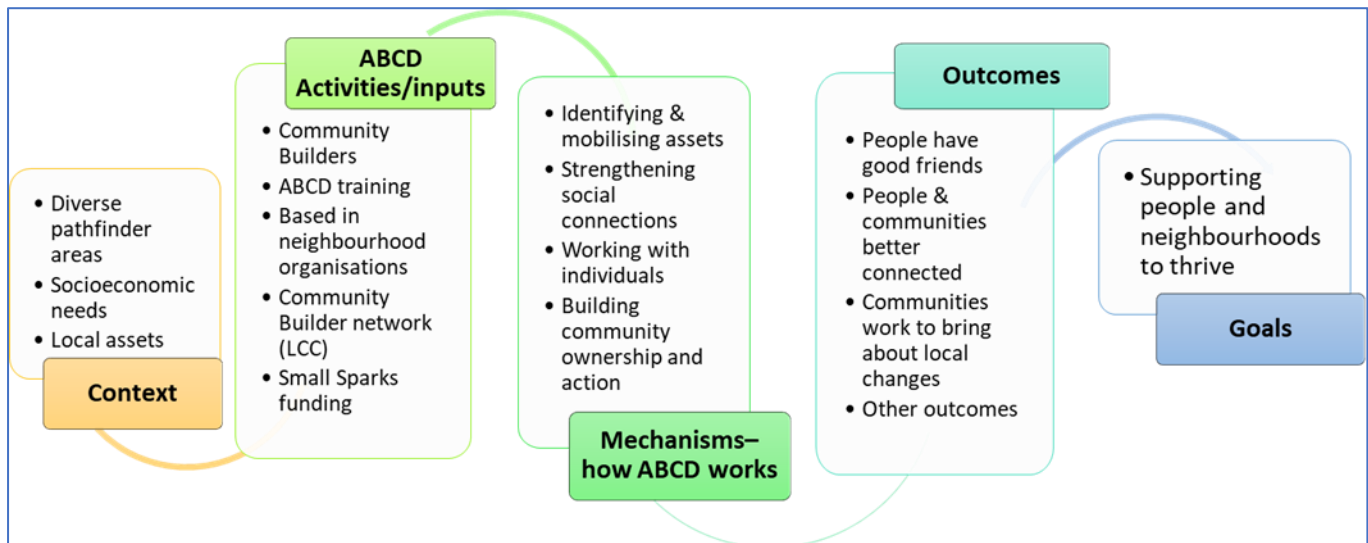 • Diverse
pathfinder
areas
• Socioeconomic
needs
• Local assets
Context
ABCD
Activities/inputs
• Community
Builders
• ABCD training
• Based in
neighbourhood
organisations
• Community
Builder network
(LCC)
• Small Sparks
funding
• Identifying &
mobilising assets
• Strengthening
social
connections
• Working with
individuals
• Building
community
ownership and
action
Mechanisms–
how ABCD works
Outcomes
• People have
good friends
• People &
communities
better
connected
• Communities
work to bring
about local
changes
• Other outcomes
• Supporting
people and
neighbourhoods
to thrive
Goals